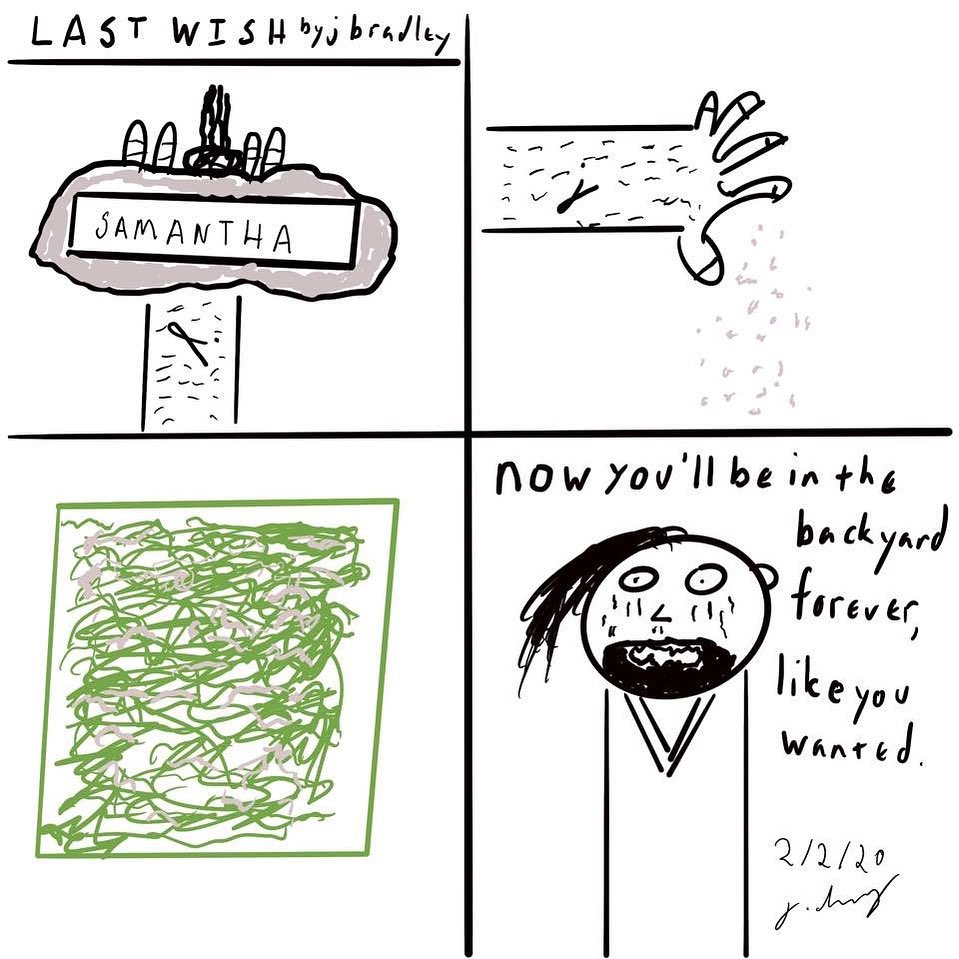 LAST WISH by j bradley
SAMANTHA
now you'll be in the
backyard
forever,
like you
wanted.
2/2/20